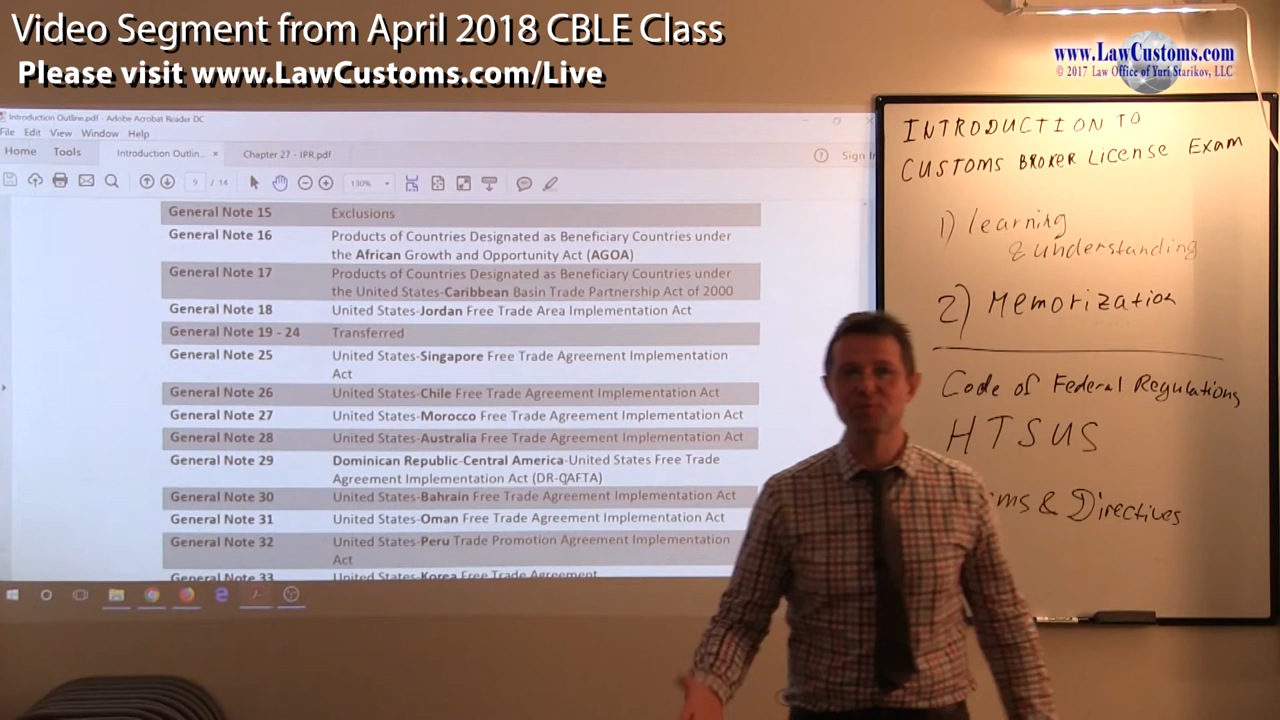 Video Segment from April 2018 CBLE Class
Please visit www.LawCustoms.com/Live
www.LawCustoms.com
© 2017 Law Office of Yuri Starikov, LLC
Introduction Outline.pdf - Adobe Acrobat Reader DC
File Edit View Window Help
Home Tools Introduction Outlin... × Chapter 27 - IPR.pdf Sign In
9 / 14 130%
General Note 15 Exclusions
General Note 16 Products of Countries Designated as Beneficiary Countries under
the African Growth and Opportunity Act (AGOA)
General Note 17 Products of Countries Designated as Beneficiary Countries under
the United States-Caribbean Basin Trade Partnership Act of 2000
General Note 18 United States-Jordan Free Trade Area Implementation Act
General Note 19 - 24 Transferred
General Note 25 United States-Singapore Free Trade Agreement Implementation
Act
General Note 26 United States-Chile Free Trade Agreement Implementation Act
General Note 27 United States-Morocco Free Trade Agreement Implementation Act
General Note 28 United States-Australia Free Trade Agreement Implementation Act
General Note 29 Dominican Republic-Central America-United States Free Trade
Agreement Implementation Act (DR-CAFTA)
General Note 30 United States-Bahrain Free Trade Agreement Implementation Act
General Note 31 United States-Oman Free Trade Agreement Implementation Act
General Note 32 United States-Peru Trade Promotion Agreement Implementation
Act
General Note 33 United States-Korea Free Trade Agreement
INTRODUCTION TO
CUSTOMS BROKER LICENSE EXAM
1) learning
& understanding
2) Memorization
Code of Federal Regulations
HTSUS
ms & Directives